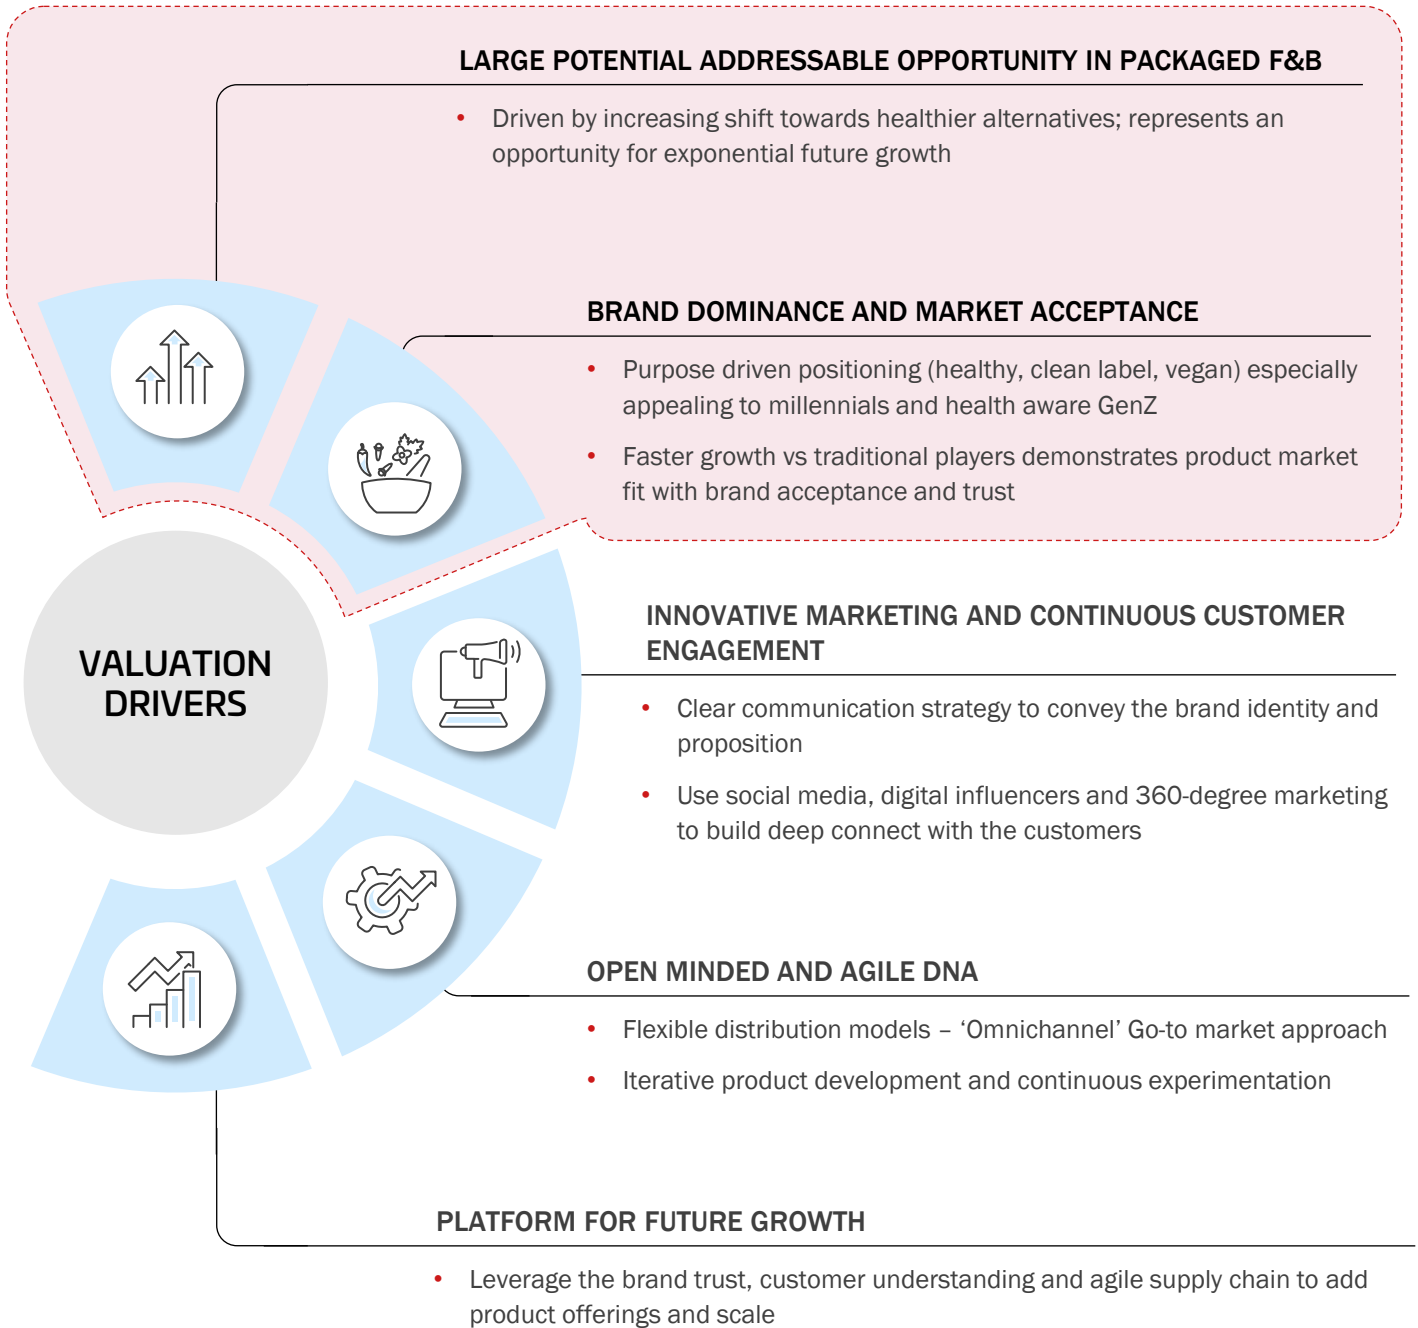 LARGE POTENTIAL ADDRESSABLE OPPORTUNITY IN PACKAGED F&B
• Driven by increasing shift towards healthier alternatives; represents an
opportunity for exponential future growth
BRAND DOMINANCE AND MARKET ACCEPTANCE
• Purpose driven positioning (healthy, clean label, vegan) especially
appealing to millennials and health aware GenZ
• Faster growth vs traditional players demonstrates product market
fit with brand acceptance and trust
VALUATION
DRIVERS
INNOVATIVE MARKETING AND CONTINUOUS CUSTOMER
ENGAGEMENT
• Clear communication strategy to convey the brand identity and
proposition
• Use social media, digital influencers and 360-degree marketing
to build deep connect with the customers
OPEN MINDED AND AGILE DNA
• Flexible distribution models – ‘Omnichannel’ Go-to market approach
• Iterative product development and continuous experimentation
PLATFORM FOR FUTURE GROWTH
• Leverage the brand trust, customer understanding and agile supply chain to add
product offerings and scale